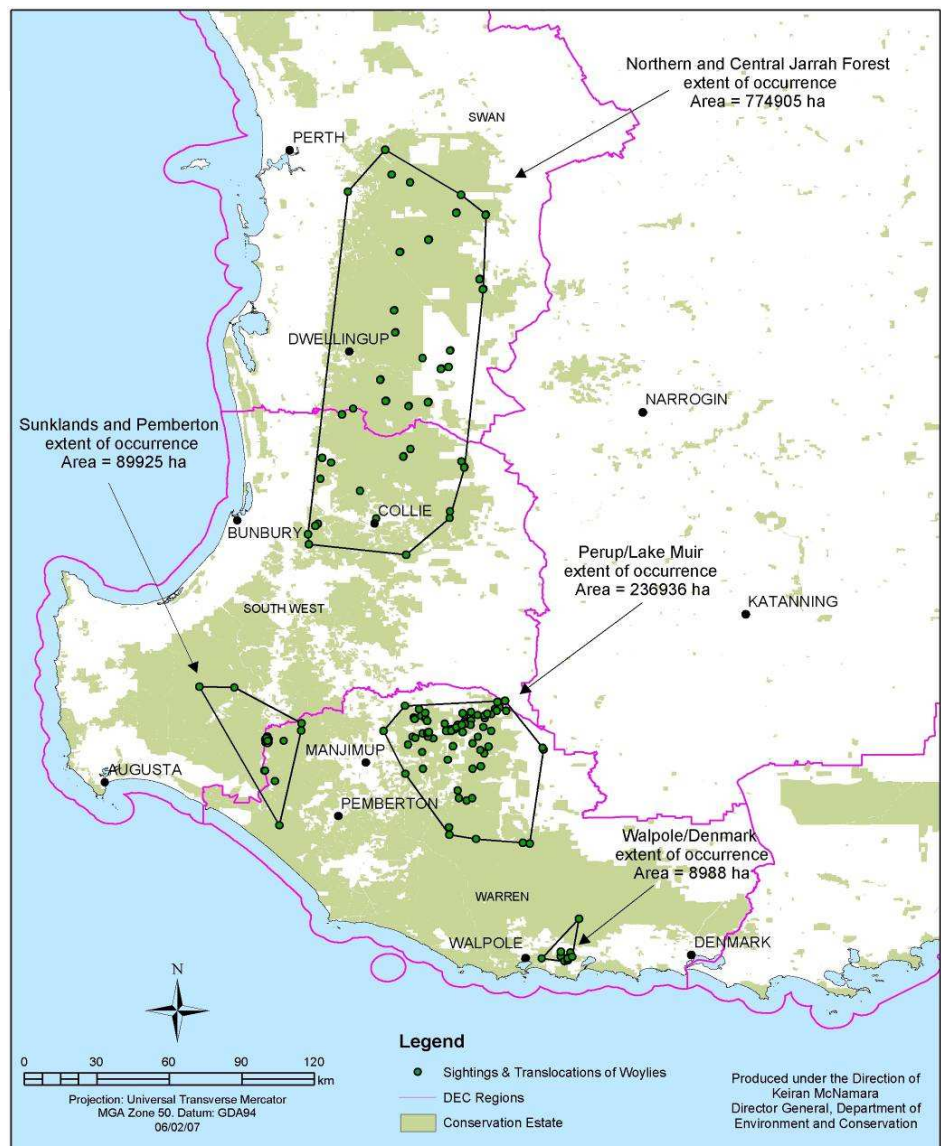 Northern and Central Jarrah Forest
extent of occurrence
Area = 774905 ha
SWAN
PERTH
DWELLINGUP
NARROGIN
Sunklands and Pemberton
extent of occurrence
Area = 89925 ha
COLLIE
BUNBURY
Perup/Lake Muir
extent of occurrence
Area = 236936 ha
KATANNING
SOUTH WEST
MANJIMUP
AUGUSTA
PEMBERTON
Walpole/Denmark
extent of occurrence
Area = 8988 ha
WARREN
WALPOLE
DENMARK
N
0 30 60 90 120
km
Projection: Universal Transverse Mercator
MGA Zone 50. Datum: GDA94
06/02/07
Legend
Sightings & Translocations of Woylies
DEC Regions
Conservation Estate
Produced under the Direction of
Keiran McNamara
Director General, Department of
Environment and Conservation